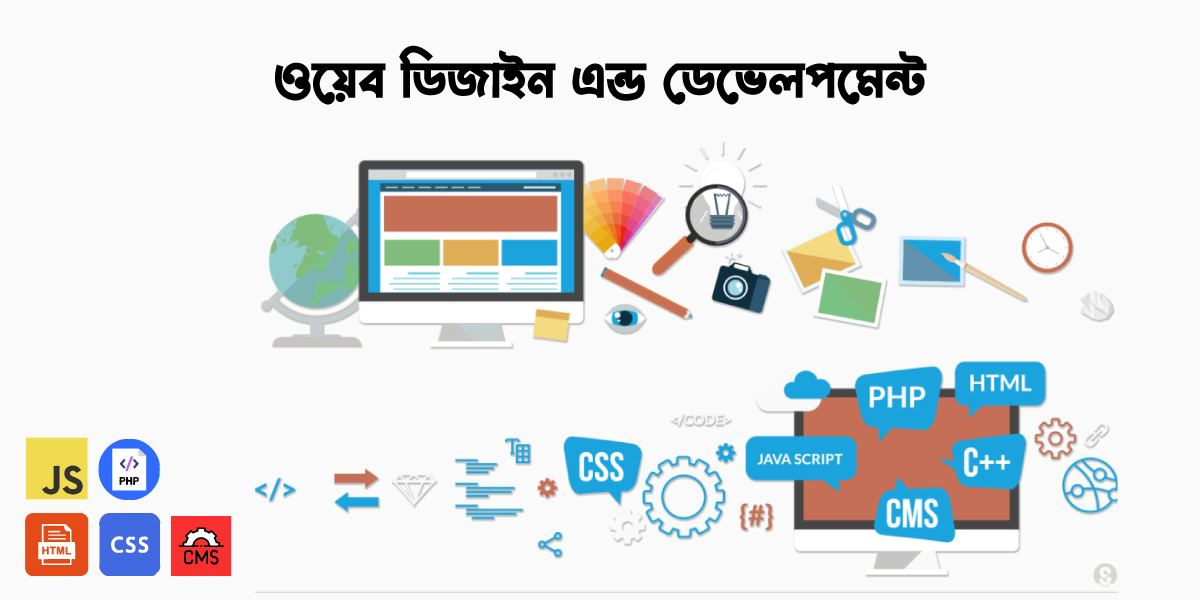 ওয়েব ডিজাইন এন্ড ডেভেলপমেন্ট
PHP
HTML
</CODE>
JAVA SCRIPT
C++
CSS
CMS
</>
{#}
JS
</>
PHP
HTML
CSS
CMS